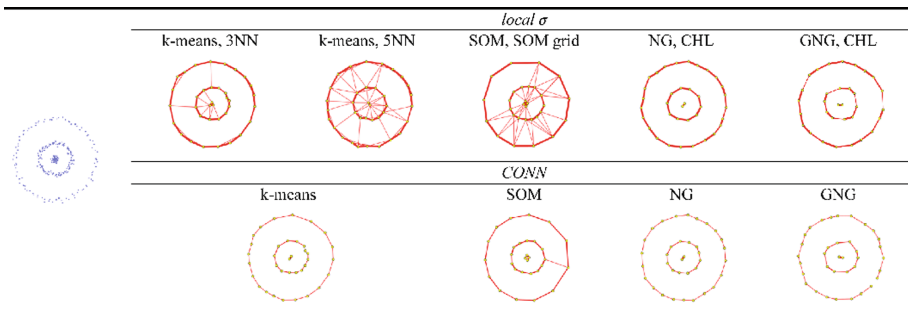 local σ
k-means, 3NN k-means, 5NN SOM, SOM grid NG, CHL GNG, CHL
CONN
k-means SOM NG GNG